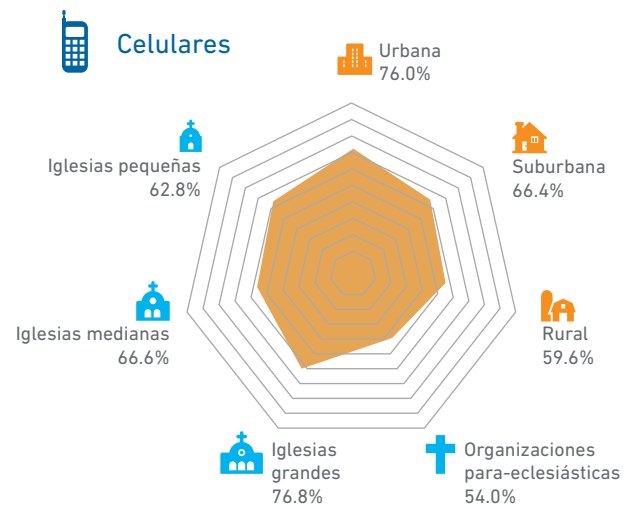 Celulares
Urbana
76.0%
Suburbana
66.4%
Rural
59.6%
Organizaciones
para-eclesiásticas
54.0%
Iglesias
grandes
76.8%
Iglesias medianas
66.6%
Iglesias pequeñas
62.8%